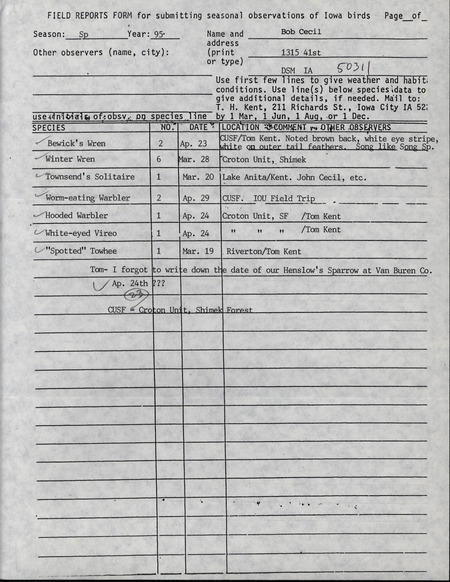 FIELD REPORTS FORM for submitting seasonal observations of Iowa birds Page_of_
Season: Sp Year: 95 Name and Bob Cecil
address
Other observers (name, city): (print 1315 41st
or type)
DSM IA 50311
Use first few lines to give weather and habit
conditions. Use line(s) below species data to
give additional details, if needed. Mail to:
T. H. Kent, 211 Richards St., Iowa City IA 52
use initials of obsv. on species line by 1 Mar, 1 Jun, 1 Aug, or 1 Dec.
SPECIES NO. DATE LOCATION COMMENT OTHER OBSERVERS
CUSF/Tom Kent. Noted brown back, white eye stripe,
Bewick's Wren 2 Ap. 23 white on outer tail feathers. Song like Song Sp.
Winter Wren 6 Mar. 28 Croton Unit, Shimek
Townsend's Solitaire 1 Mar. 20 Lake Anita/Kent. John Cecil, etc.
Worm-eating Warbler 2 Ap. 29 CUSF. IOU Field Trip
Hooded Warbler 1 Ap. 24 Croton Unit, SF /Tom Kent
White-eyed Vireo 1 Ap. 24 " " " /Tom Kent
"Spotted" Towhee 1 Mar. 19 Riverton/Tom Kent
Tom- I forgot to write down the date of our Henslow's Sparrow at Van Buren Co.
Ap. 24th ???
23
CUSF = Croton Unit, Shimek Forest